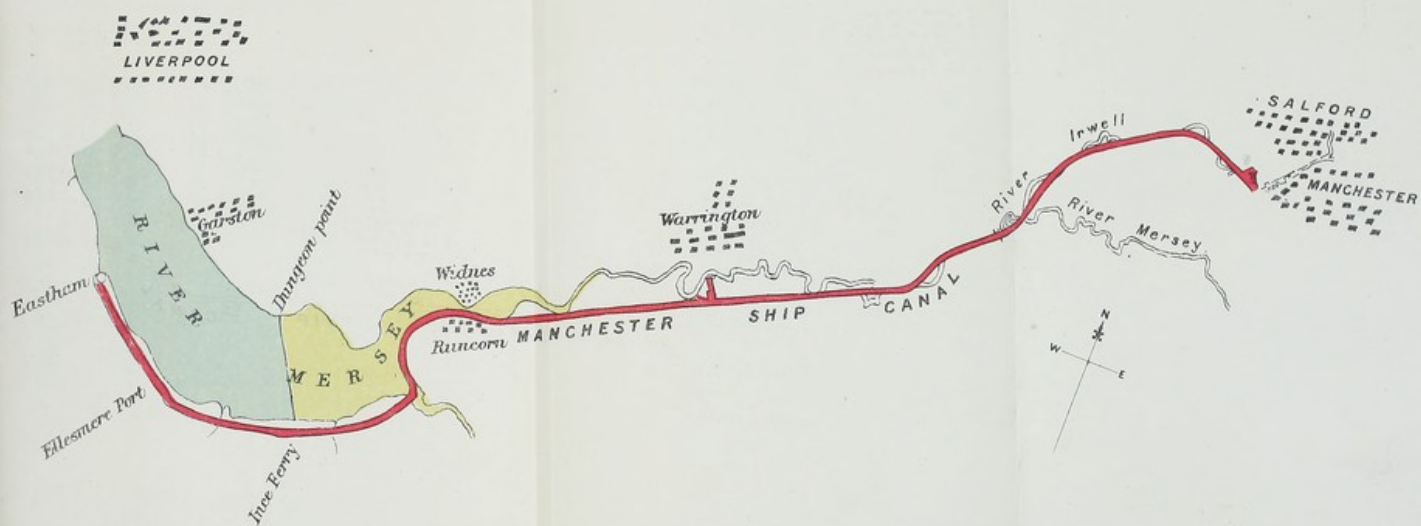 LIVERPOOL
SALFORD
MANCHESTER
Irwell
River
River Mersey.
Garston
Dungeon point
Warrington
Widnes
Eastham
RIVER
MERSEY
Runcorn
MANCHESTER SHIP CANAL
Ellesmere Port
Ince Ferry
N
W
E